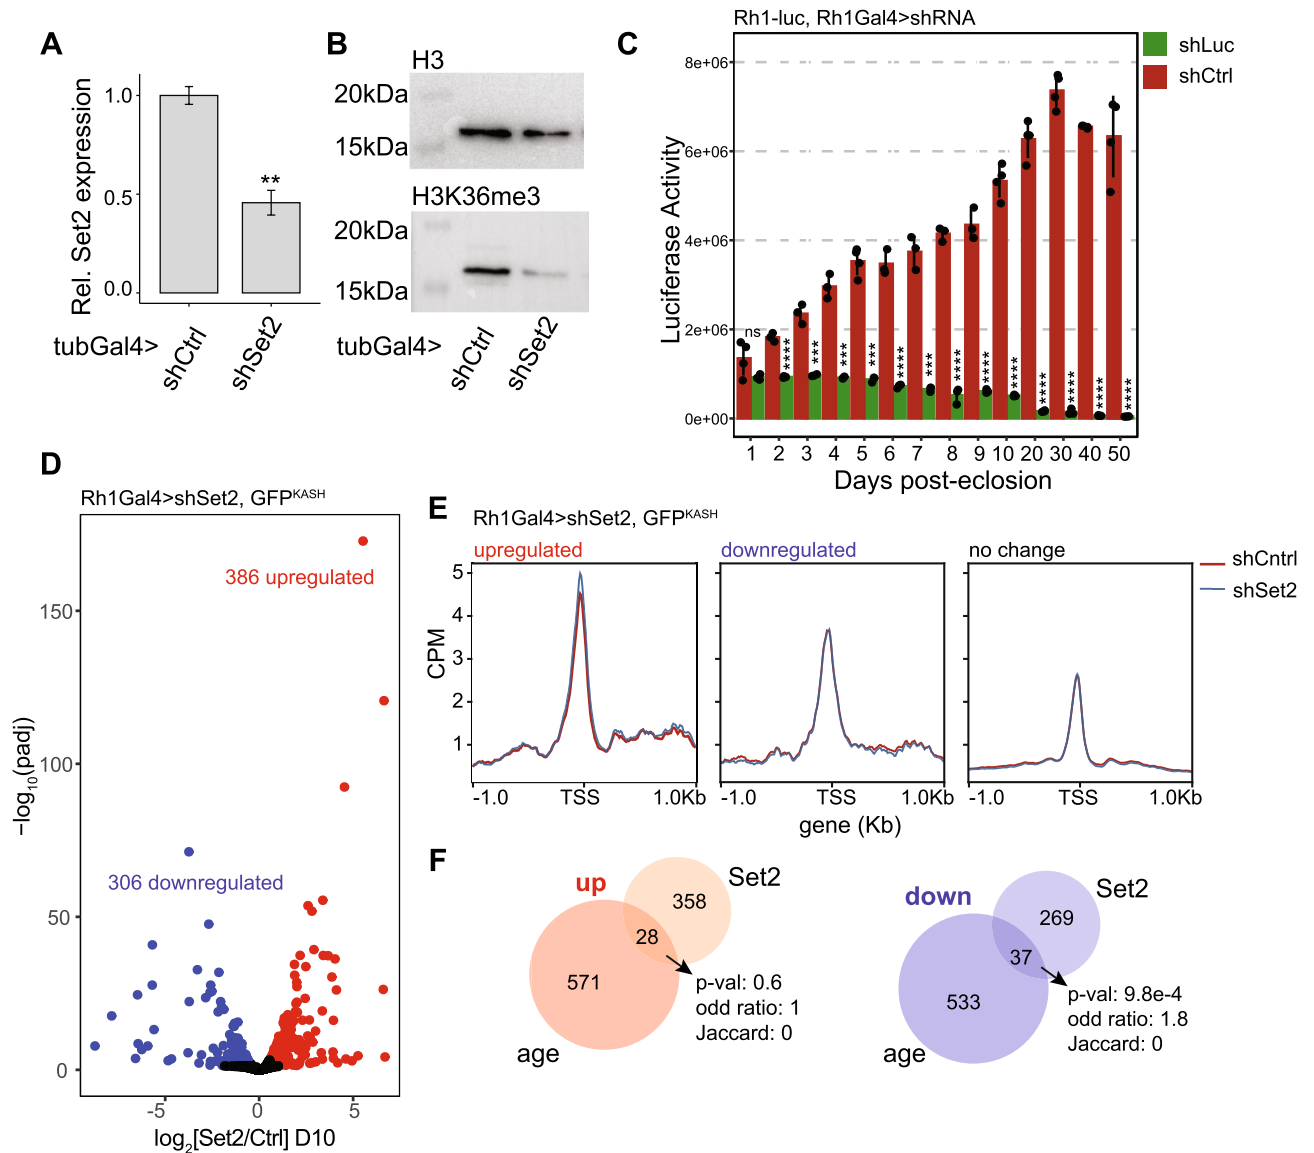 A
Rel. Set2 expression
1.0
0.5
0.0
**
tubGal4>
shCtrl
shSet2
B
H3
20kDa
15kDa
H3K36me3
20kDa
15kDa
tubGal4>
shCtrl
shSet2
C
Rh1-luc, Rh1Gal4>shRNA
shLuc
shCtrl
Luciferase Activity
8e+06
6e+06
4e+06
2e+06
0e+00
ns
****
***
***
***
****
***
****
****
****
****
****
****
****
1 2 3 4 5 6 7 8 9 10 20 30 40 50
Days post-eclosion
D
Rh1Gal4>shSet2, GFPKASH
386 upregulated
306 downregulated
−log10(padj)
150
100
50
0
-5 0 5
log2[Set2/Ctrl] D10
E
Rh1Gal4>shSet2, GFPKASH
upregulated
downregulated
no change
shCntrl
shSet2
CPM
5
4
3
2
1
-1.0 TSS 1.0Kb
-1.0 TSS 1.0Kb
-1.0 TSS 1.0Kb
gene (Kb)
F
up
Set2
358
28
571
age
p-val: 0.6
odd ratio: 1
Jaccard: 0
down
Set2
269
37
533
age
p-val: 9.8e-4
odd ratio: 1.8
Jaccard: 0